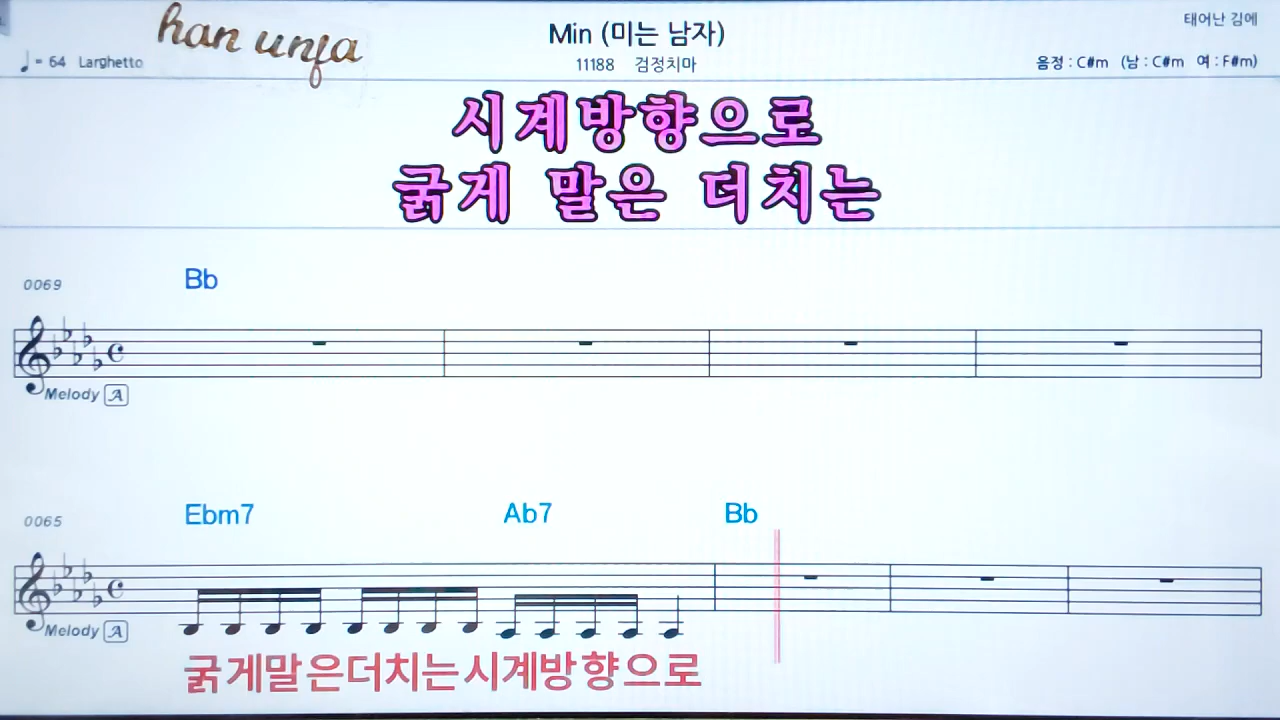 han unfa
Min (미는 남자)
태어난 김에
♩= 64 Larghetto
11188 검정치마
음정 : C#m (남 : C#m 여 : F#m)
시계방향으로
굵게 말은 더치는
0069
Bb
Melody A
0065
Ebm7 Ab7 Bb
Melody A
굵게말은더치는시계방향으로